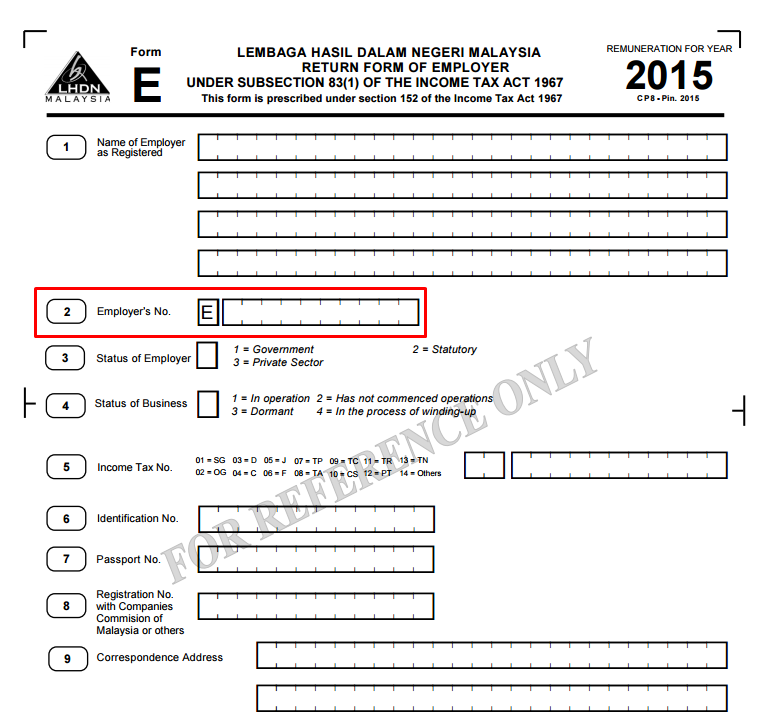 Form
E
LHDN
MALAYSIA
LEMBAGA HASIL DALAM NEGERI MALAYSIA
RETURN FORM OF EMPLOYER
UNDER SUBSECTION 83(1) OF THE INCOME TAX ACT 1967
This form is prescribed under section 152 of the Income Tax Act 1967
REMUNERATION FOR YEAR
2015
CP8 - Pin. 2015
1 Name of Employer
as Registered
2 Employer's No. E
3 Status of Employer 1 = Government 2 = Statutory
3 = Private Sector
4 Status of Business 1 = In operation 2 = Has not commenced operations
3 = Dormant 4 = In the process of winding-up
5 Income Tax No. 01 = SG 03 = D 05 = J 07 = TP 09 = TC 11 = TR 13 = TN
02 = OG 04 = C 06 = F 08 = TA 10 = CS 12 = PT 14 = Others
6 Identification No.
7 Passport No.
8 Registration No.
with Companies
Commision of
Malaysia or others
9 Correspondence Address
FOR REFERENCE ONLY